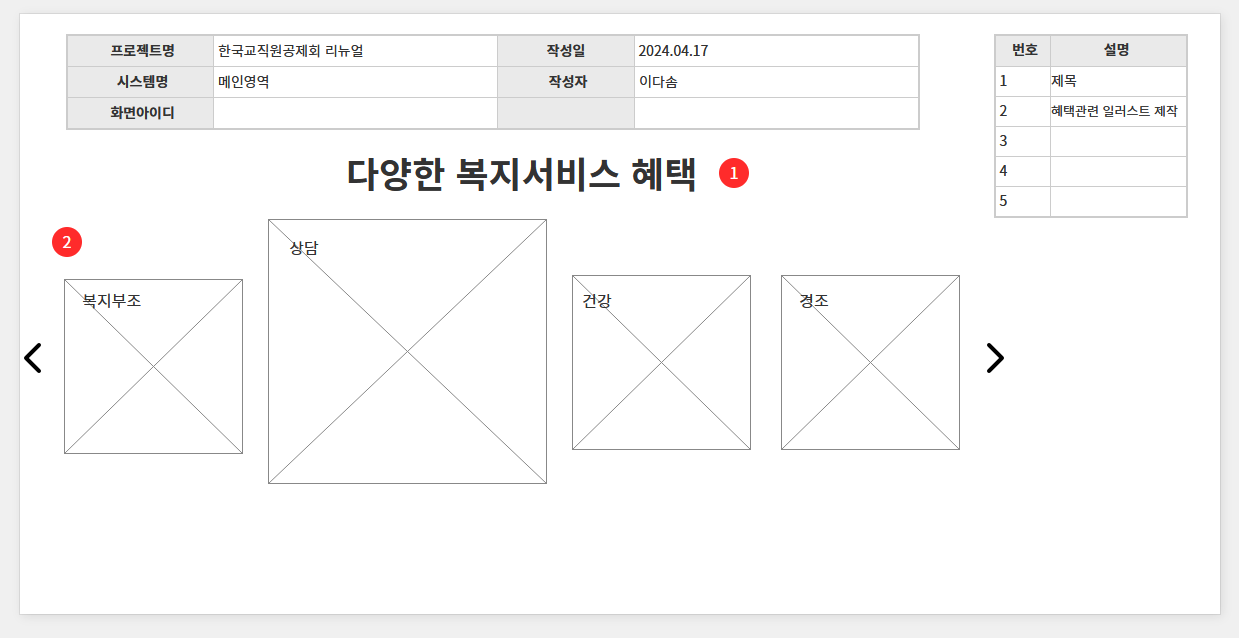 프로젝트명 한국교직원공제회 리뉴얼 작성일 2024.04.17
시스템명 메인영역 작성자 이다솜
화면아이디
번호 설명
1 제목
2 혜택관련 일러스트 제작
3
4
5
다양한 복지서비스 혜택 1
2
복지부조
상담
건강
경조